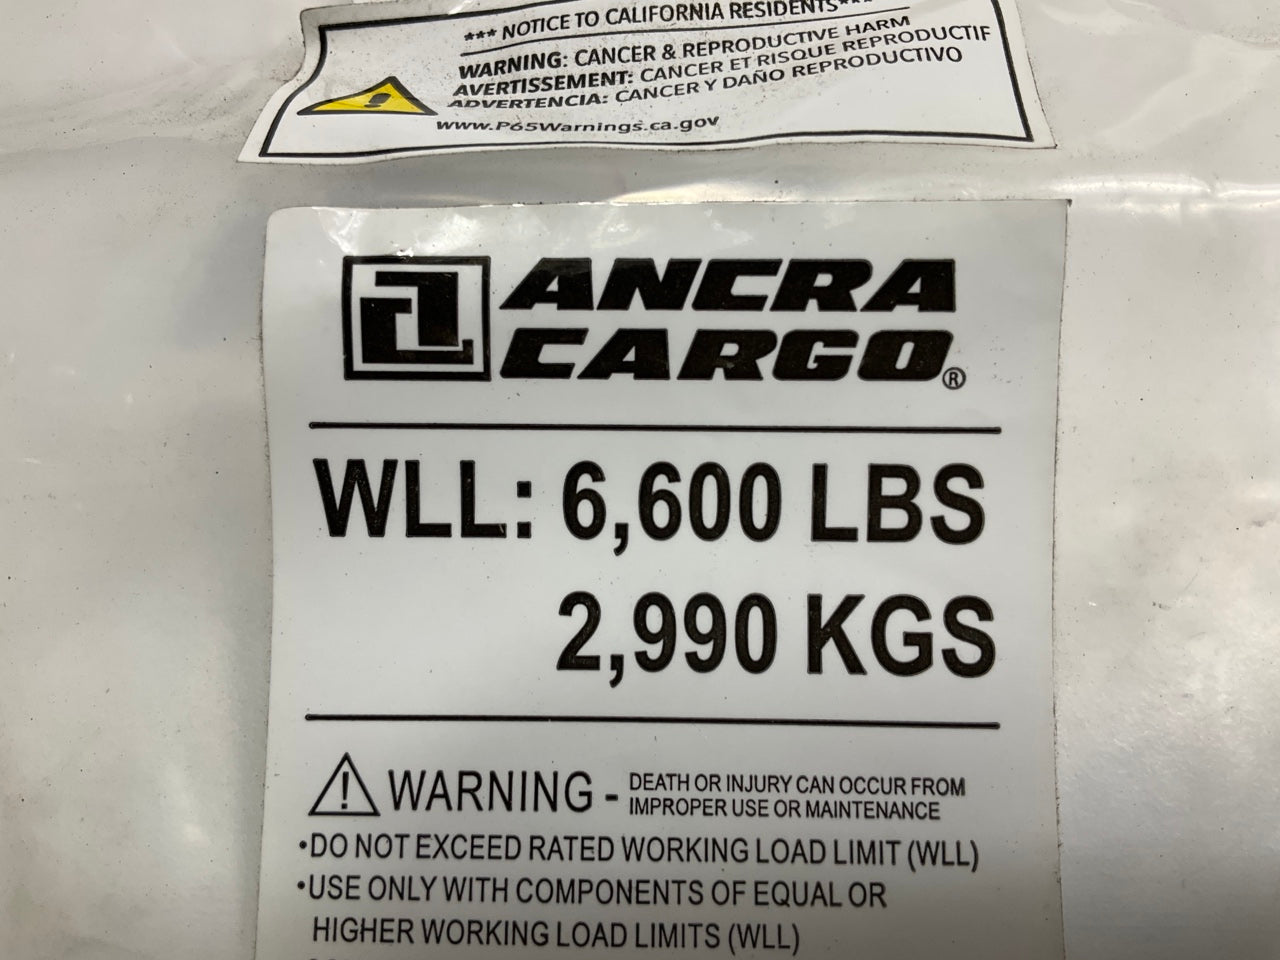 *** NOTICE TO CALIFORNIA RESIDENTS***
WARNING: CANCER & REPRODUCTIVE HARM
AVERTISSEMENT: CANCER ET RISQUE REPRODUCTIF
ADVERTENCIA: CANCER Y DAÑO REPRODUCTIVO
www.P65Warnings.ca.gov
ANCRA
CARGO®
WLL: 6,600 LBS
2,990 KGS
WARNING - DEATH OR INJURY CAN OCCUR FROM
IMPROPER USE OR MAINTENANCE
•DO NOT EXCEED RATED WORKING LOAD LIMIT (WLL)
•USE ONLY WITH COMPONENTS OF EQUAL OR
HIGHER WORKING LOAD LIMITS (WLL)